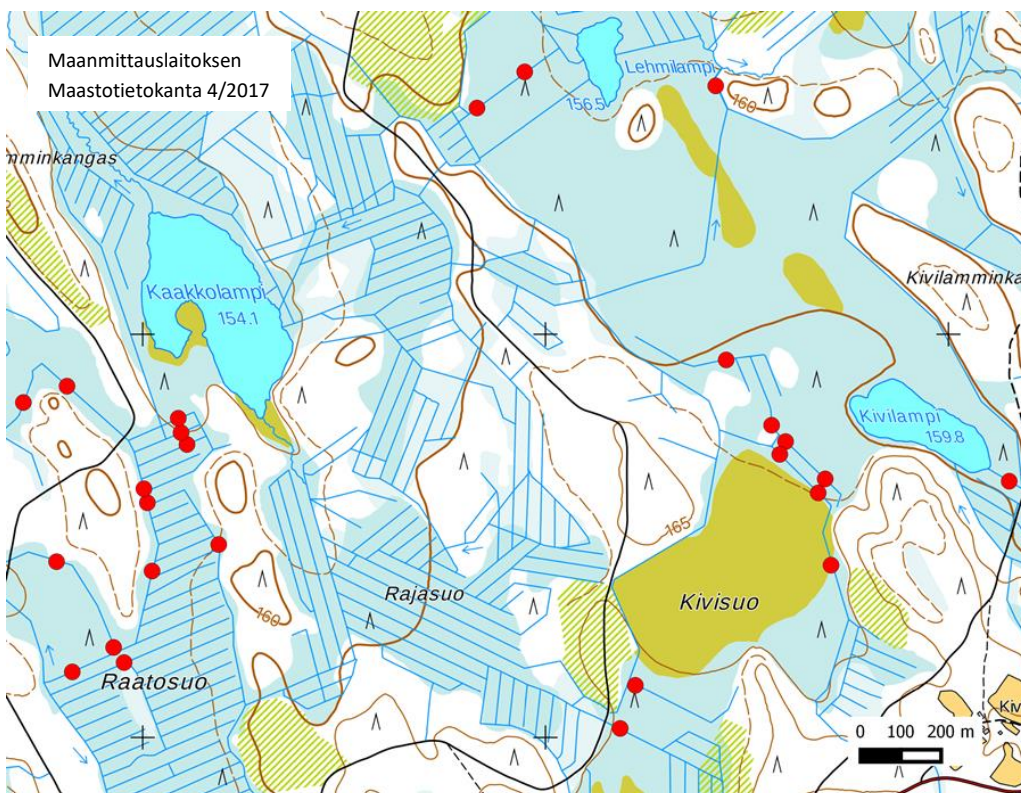 Maanmittauslaitoksen
Maastotietokanta 4/2017
Lehmilampi
156.5
160
mminkangas
Kaakkolampi
154.1
Kivilamminka
Kivilampi
159.8
165
Rajasuo
Kivisuo
160
Raatosuo
Kiv
0 100 200 m